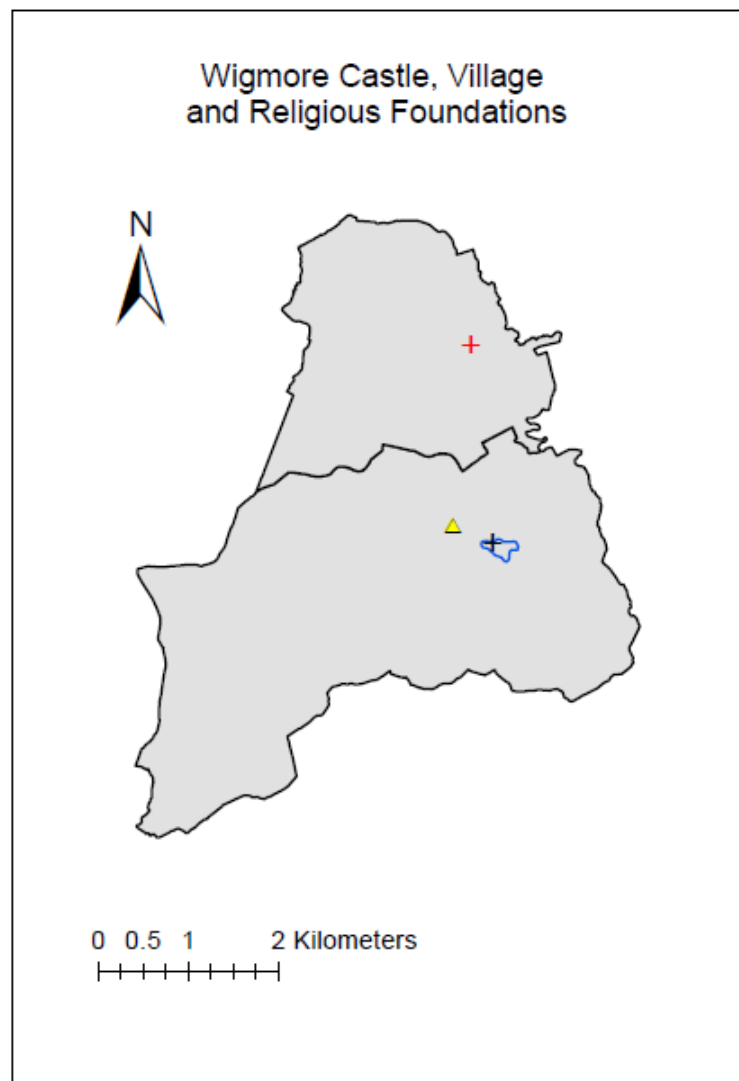 Wigmore Castle, Village
and Religious Foundations
N
0 0.5 1 2 Kilometers